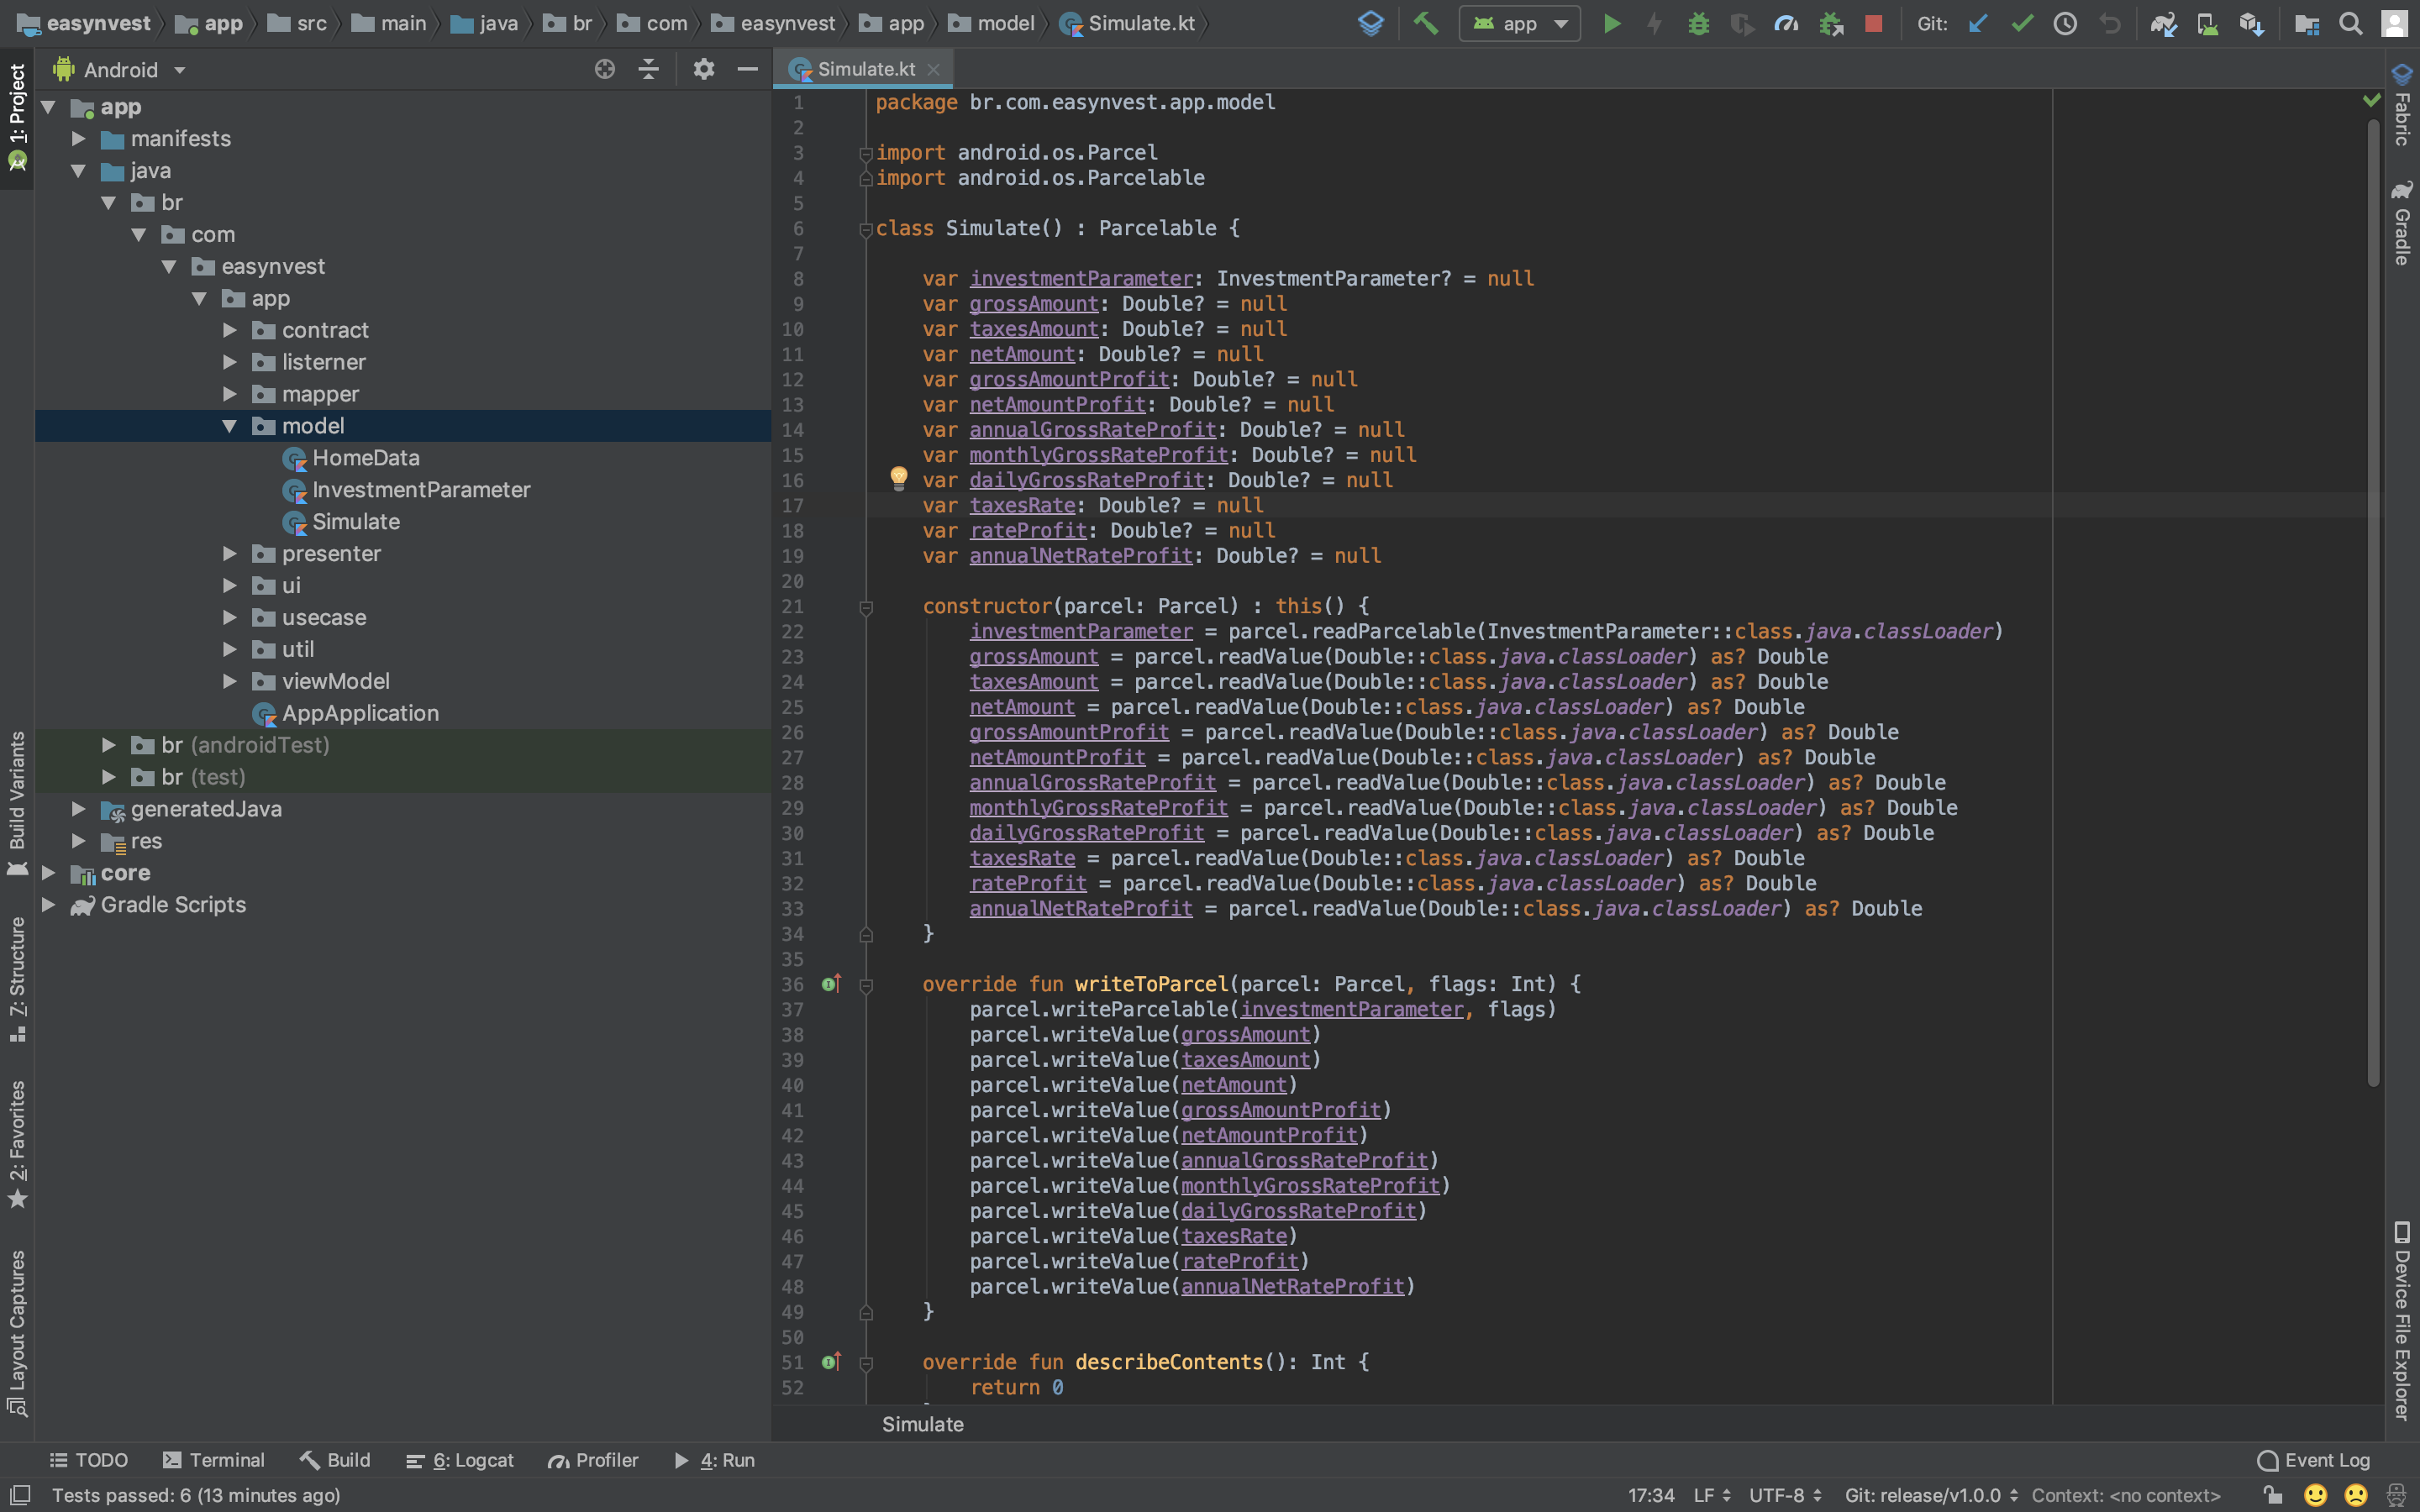 easynvest app src main java br com easynvest app model Simulate.kt app Git:
1: Project
Android
app
manifests
java
br
com
easynvest
app
contract
listerner
mapper
model
HomeData
InvestmentParameter
Simulate
presenter
ui
usecase
util
viewModel
AppApplication
br (androidTest)
br (test)
generatedJava
res
core
Gradle Scripts
Build Variants
7: Structure
2: Favorites
Layout Captures
Simulate.kt
1 package br.com.easynvest.app.model
2
3 import android.os.Parcel
4 import android.os.Parcelable
5
6 class Simulate() : Parcelable {
7
8 var investmentParameter: InvestmentParameter? = null
9 var grossAmount: Double? = null
10 var taxesAmount: Double? = null
11 var netAmount: Double? = null
12 var grossAmountProfit: Double? = null
13 var netAmountProfit: Double? = null
14 var annualGrossRateProfit: Double? = null
15 var monthlyGrossRateProfit: Double? = null
16 var dailyGrossRateProfit: Double? = null
17 var taxesRate: Double? = null
18 var rateProfit: Double? = null
19 var annualNetRateProfit: Double? = null
20
21 constructor(parcel: Parcel) : this() {
22 investmentParameter = parcel.readParcelable(InvestmentParameter::class.java.classLoader)
23 grossAmount = parcel.readValue(Double::class.java.classLoader) as? Double
24 taxesAmount = parcel.readValue(Double::class.java.classLoader) as? Double
25 netAmount = parcel.readValue(Double::class.java.classLoader) as? Double
26 grossAmountProfit = parcel.readValue(Double::class.java.classLoader) as? Double
27 netAmountProfit = parcel.readValue(Double::class.java.classLoader) as? Double
28 annualGrossRateProfit = parcel.readValue(Double::class.java.classLoader) as? Double
29 monthlyGrossRateProfit = parcel.readValue(Double::class.java.classLoader) as? Double
30 dailyGrossRateProfit = parcel.readValue(Double::class.java.classLoader) as? Double
31 taxesRate = parcel.readValue(Double::class.java.classLoader) as? Double
32 rateProfit = parcel.readValue(Double::class.java.classLoader) as? Double
33 annualNetRateProfit = parcel.readValue(Double::class.java.classLoader) as? Double
34 }
35
36 override fun writeToParcel(parcel: Parcel, flags: Int) {
37 parcel.writeParcelable(investmentParameter, flags)
38 parcel.writeValue(grossAmount)
39 parcel.writeValue(taxesAmount)
40 parcel.writeValue(netAmount)
41 parcel.writeValue(grossAmountProfit)
42 parcel.writeValue(netAmountProfit)
43 parcel.writeValue(annualGrossRateProfit)
44 parcel.writeValue(monthlyGrossRateProfit)
45 parcel.writeValue(dailyGrossRateProfit)
46 parcel.writeValue(taxesRate)
47 parcel.writeValue(rateProfit)
48 parcel.writeValue(annualNetRateProfit)
49 }
50
51 override fun describeContents(): Int {
52 return 0
Simulate
Fabric
Gradle
Device File Explorer
TODO Terminal Build 6: Logcat Profiler 4: Run Event Log
Tests passed: 6 (13 minutes ago) 17:34 LF UTF-8 Git: release/v1.0.0 Context: <no context>